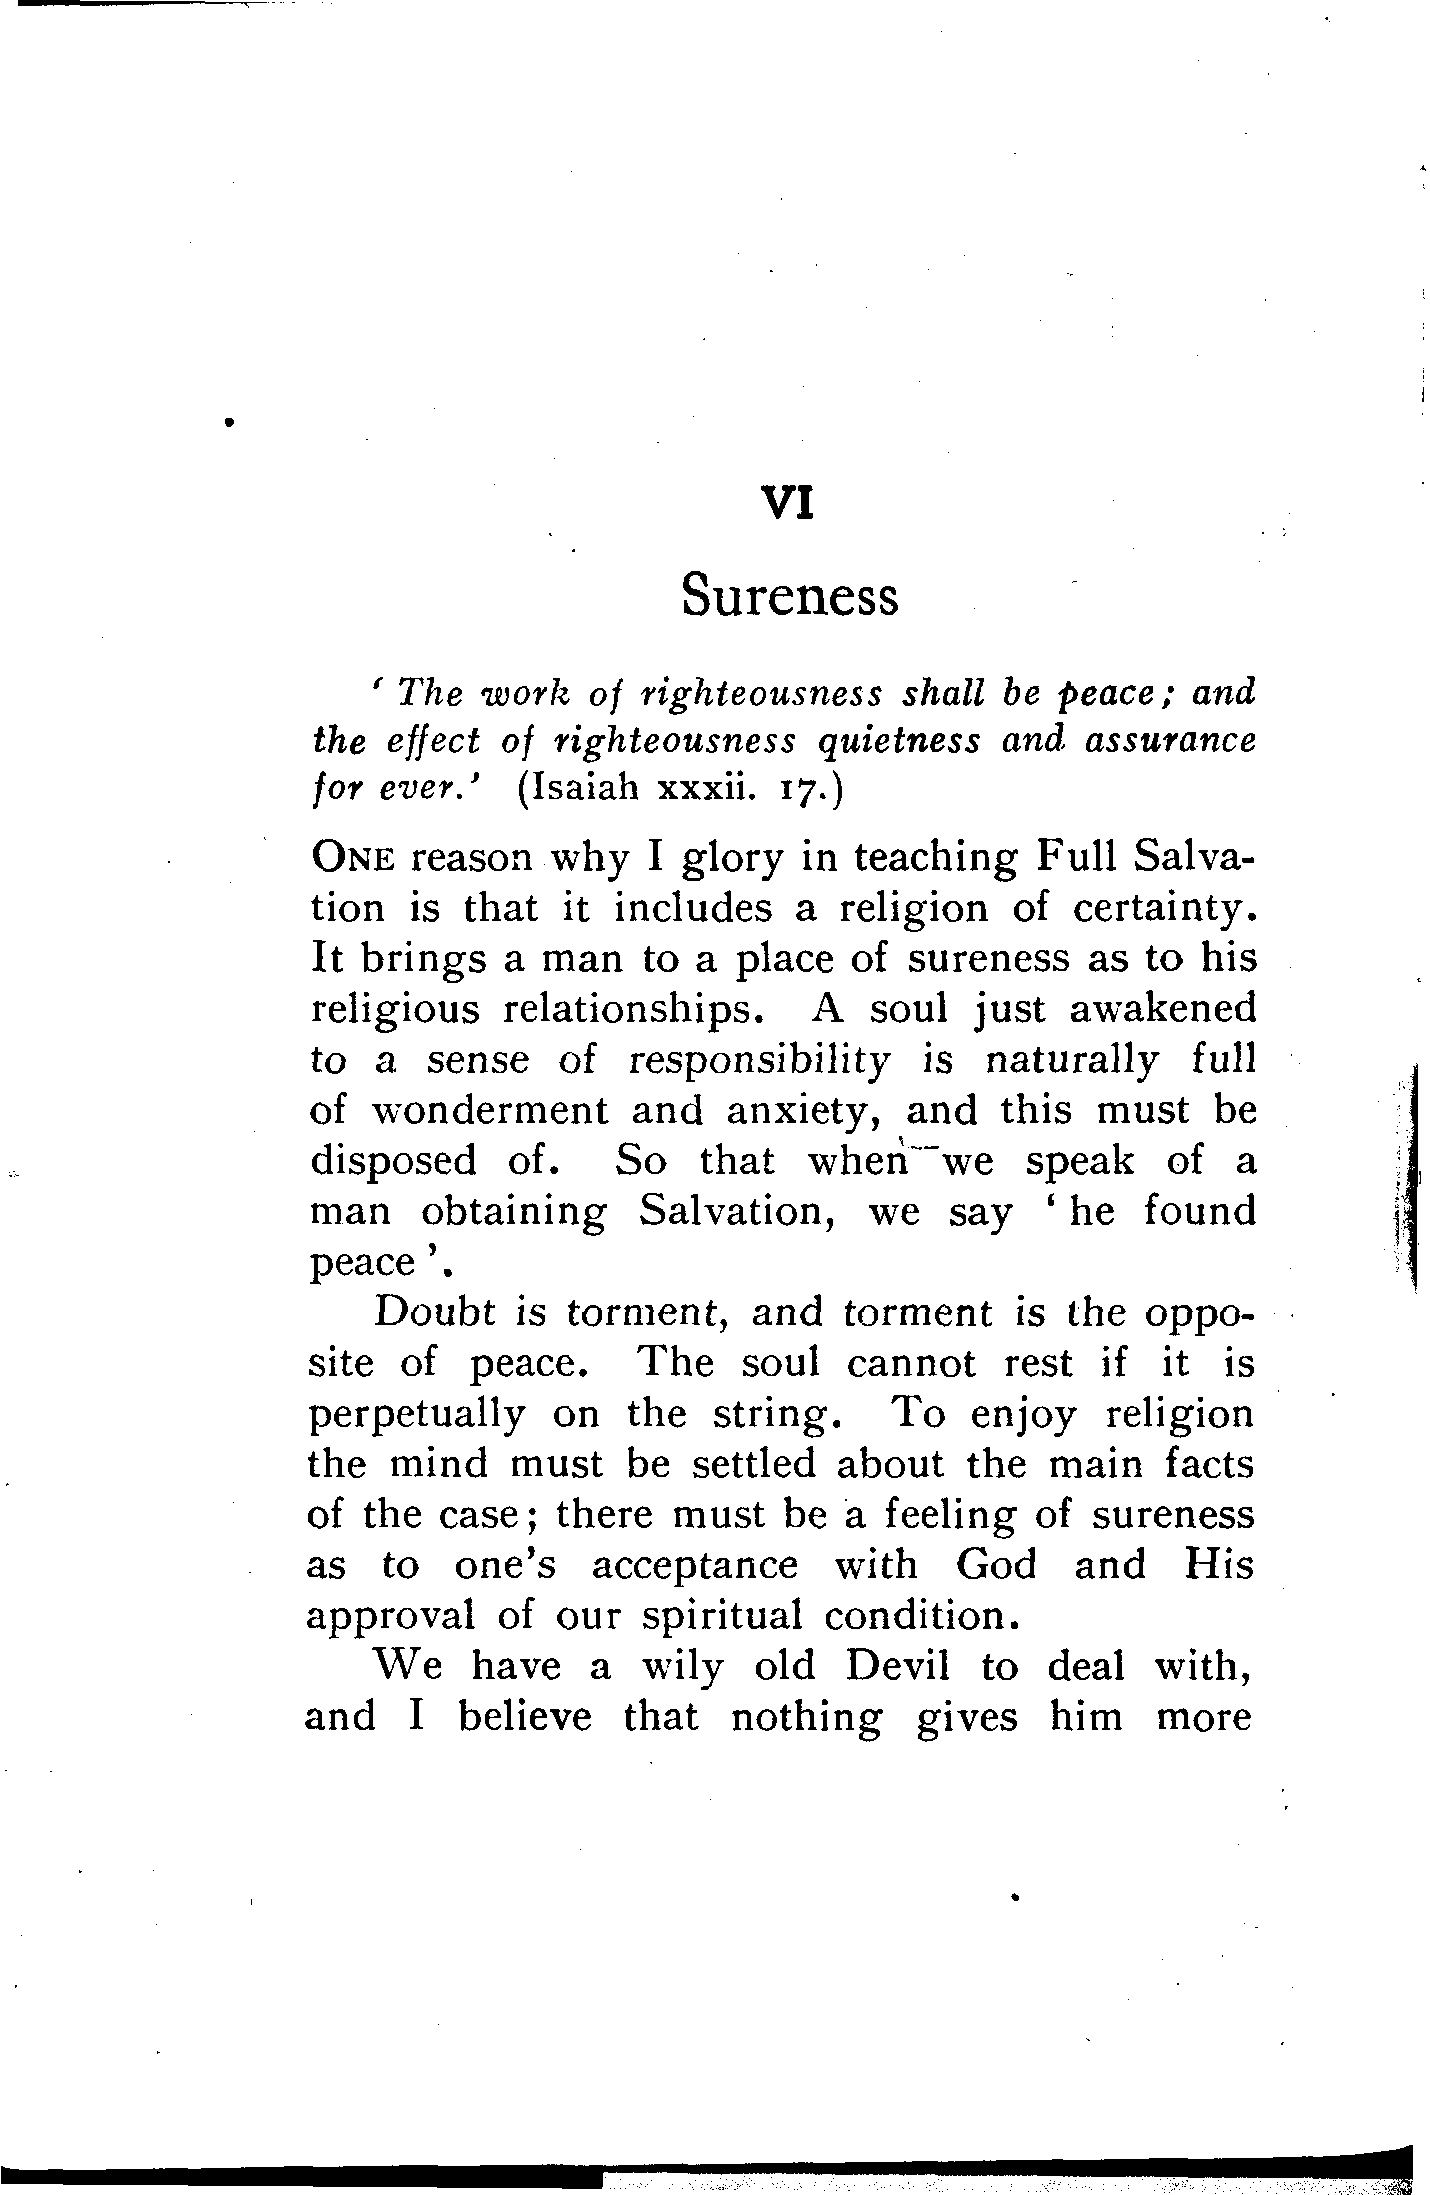 VI
Sureness
‘ The work of righteousness shall be peace; and
the effect of righteousness quietness and assurance
for ever.’ (Isaiah xxxii. 17.)
ONE reason why I glory in teaching Full Salva-
tion is that it includes a religion of certainty.
It brings a man to a place of sureness as to his
religious relationships. A soul just awakened
to a sense of responsibility is naturally full
of wonderment and anxiety, and this must be
disposed of. So that when we speak of a
man obtaining Salvation, we say ‘ he found
peace ’.
Doubt is torment, and torment is the oppo-
site of peace. The soul cannot rest if it is
perpetually on the string. To enjoy religion
the mind must be settled about the main facts
of the case; there must be a feeling of sureness
as to one’s acceptance with God and His
approval of our spiritual condition.
We have a wily old Devil to deal with,
and I believe that nothing gives him more